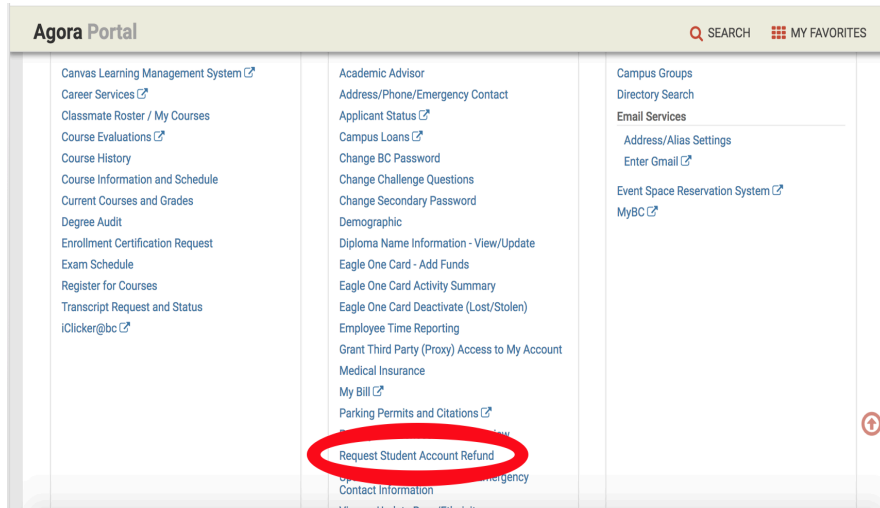 Agora Portal
SEARCH
MY FAVORITES
Canvas Learning Management System
Career Services
Classmate Roster / My Courses
Course Evaluations
Course History
Course Information and Schedule
Current Courses and Grades
Degree Audit
Enrollment Certification Request
Exam Schedule
Register for Courses
Transcript Request and Status
iClicker@bc
Academic Advisor
Address/Phone/Emergency Contact
Applicant Status
Campus Loans
Change BC Password
Change Challenge Questions
Change Secondary Password
Demographic
Diploma Name Information - View/Update
Eagle One Card - Add Funds
Eagle One Card Activity Summary
Eagle One Card Deactivate (Lost/Stolen)
Employee Time Reporting
Grant Third Party (Proxy) Access to My Account
Medical Insurance
My Bill
Parking Permits and Citations
Request Student Account Refund
Contact Information
Campus Groups
Directory Search
Email Services
Address/Alias Settings
Enter Gmail
Event Space Reservation System
MyBC